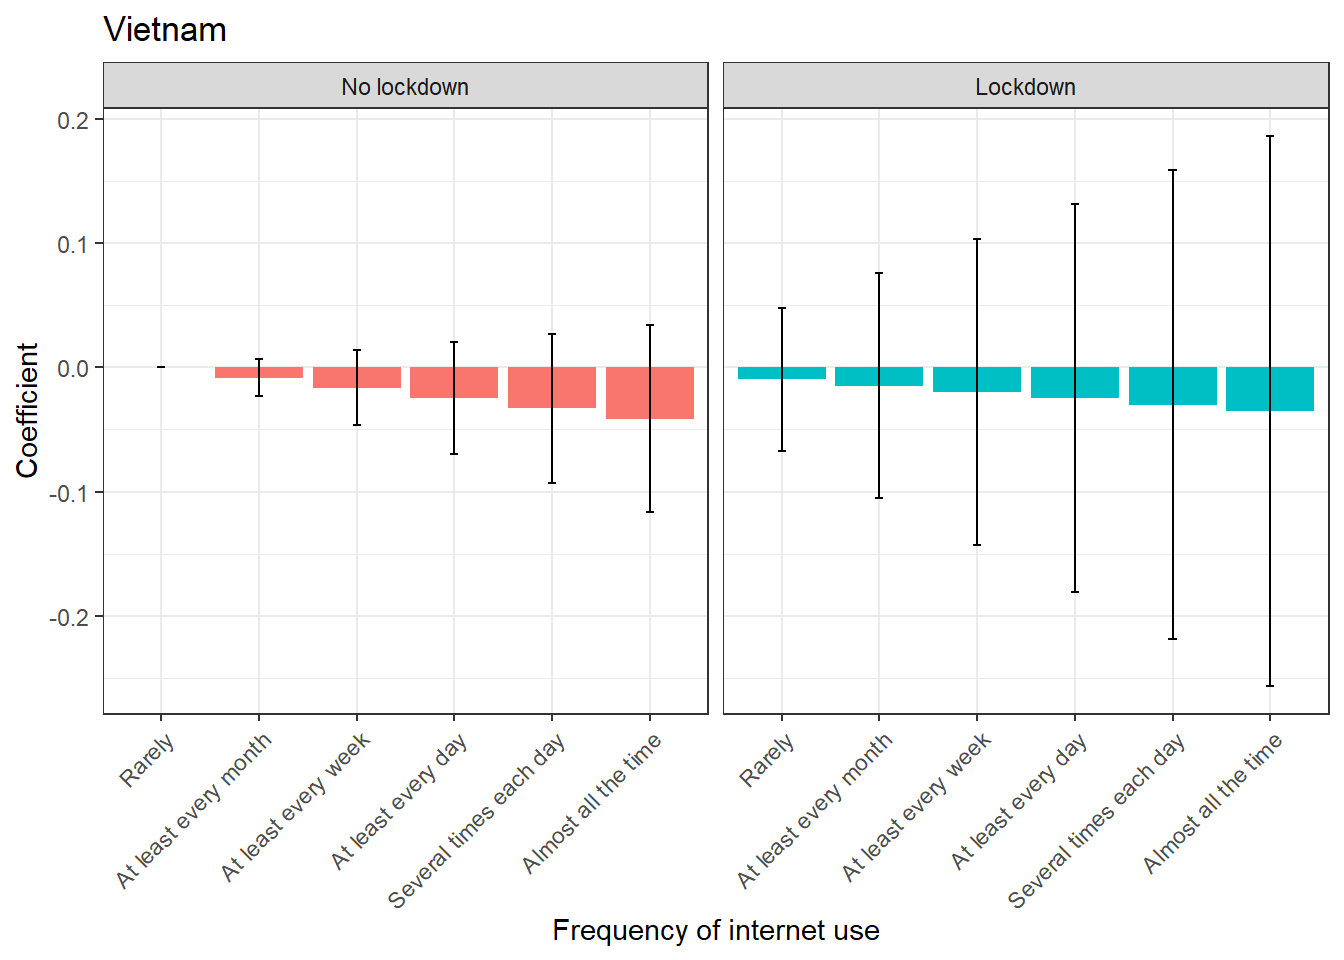 Vietnam
No lockdown
Lockdown
Coefficient
0.2
0.1
0.0
-0.1
-0.2
Rarely
At least every month
At least every week
At least every day
Several times each day
Almost all the time
Rarely
At least every month
At least every week
At least every day
Several times each day
Almost all the time
Frequency of internet use